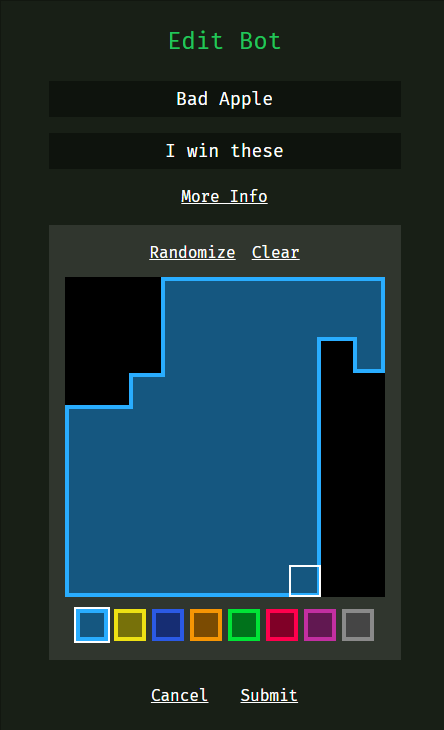 Edit Bot
Bad Apple
I win these
More Info
Randomize Clear
Cancel Submit